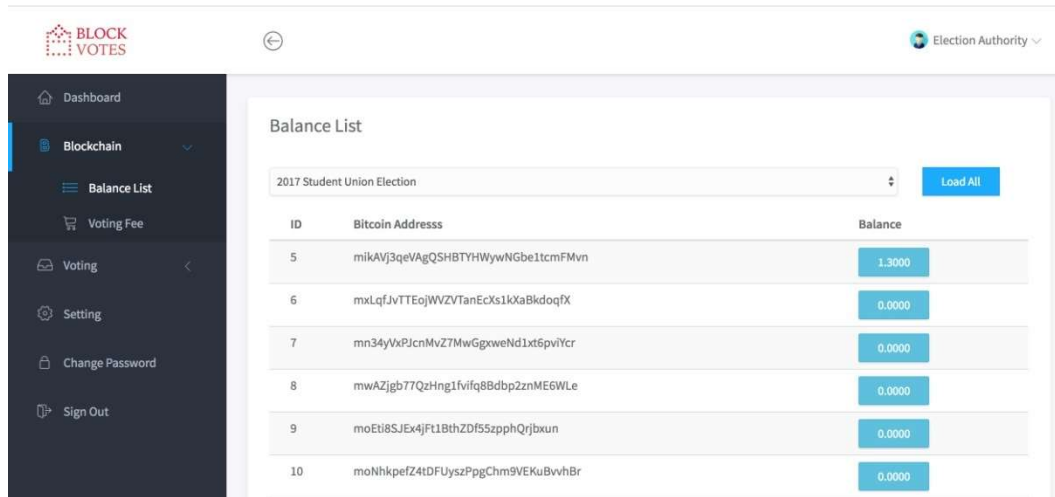 BLOCK
VOTES
Election Authority
Dashboard
Blockchain
Balance List
Voting Fee
Voting
Setting
Change Password
Sign Out
Balance List
2017 Student Union Election
Load All
ID Bitcoin Addresss Balance
5 mikAVj3qeVAgQSHBTYHWywNGbe1tcmFMvn 1.3000
6 mxLqfJvTTEojWVZVTanEcXs1kXaBkdoqfX 0.0000
7 mn34yVxPJcnMvZ7MwGgxweNd1xt6pviYcr 0.0000
8 mwAZjgb77QzHng1fvifq8Bdbp2znME6WLe 0.0000
9 moEti8SJEx4jFt1BthZDf55zpphQrjbxun 0.0000
10 moNhkpefZ4tDFUyszPpgChm9VEKuBvvhBr 0.0000